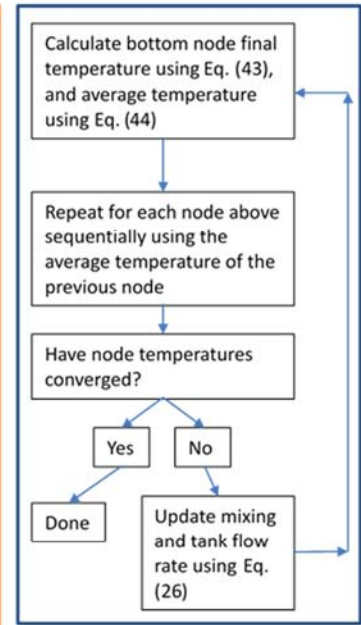 Calculate bottom node final
temperature using Eq. (43),
and average temperature
using Eq. (44)
Repeat for each node above
sequentially using the
average temperature of the
previous node
Have node temperatures
converged?
Yes
No
Done
Update mixing
and tank flow
rate using Eq.
(26)